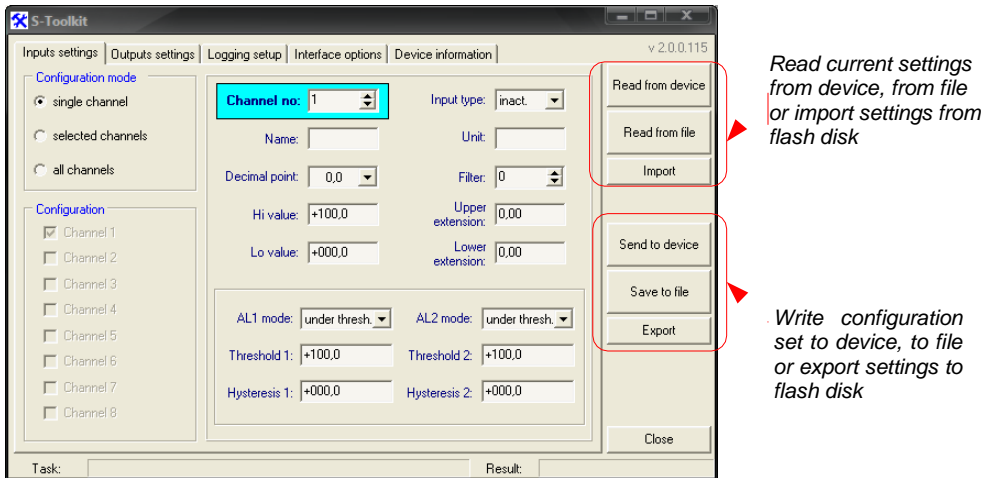 S-Toolkit
Inputs settings Outputs settings Logging setup Interface options Device information
v 2.0.0.115
Configuration mode
single channel
selected channels
all channels
Configuration
Channel 1
Channel 2
Channel 3
Channel 4
Channel 5
Channel 6
Channel 7
Channel 8
Channel no: 1 Input type: inact.
Name: Unit:
Decimal point: 0,0 Filter: 0
Hi value: +100,0 Upper extension: 0,00
Lo value: +000,0 Lower extension: 0,00
AL1 mode: under thresh. AL2 mode: under thresh.
Threshold 1: +100,0 Threshold 2: +100,0
Hysteresis 1: +000,0 Hysteresis 2: +000,0
Read from device
Read from file
Import
Send to device
Save to file
Export
Close
Task: Result:
Read current settings
from device, from file
or import settings from
flash disk
Write configuration
set to device, to file
or export settings to
flash disk